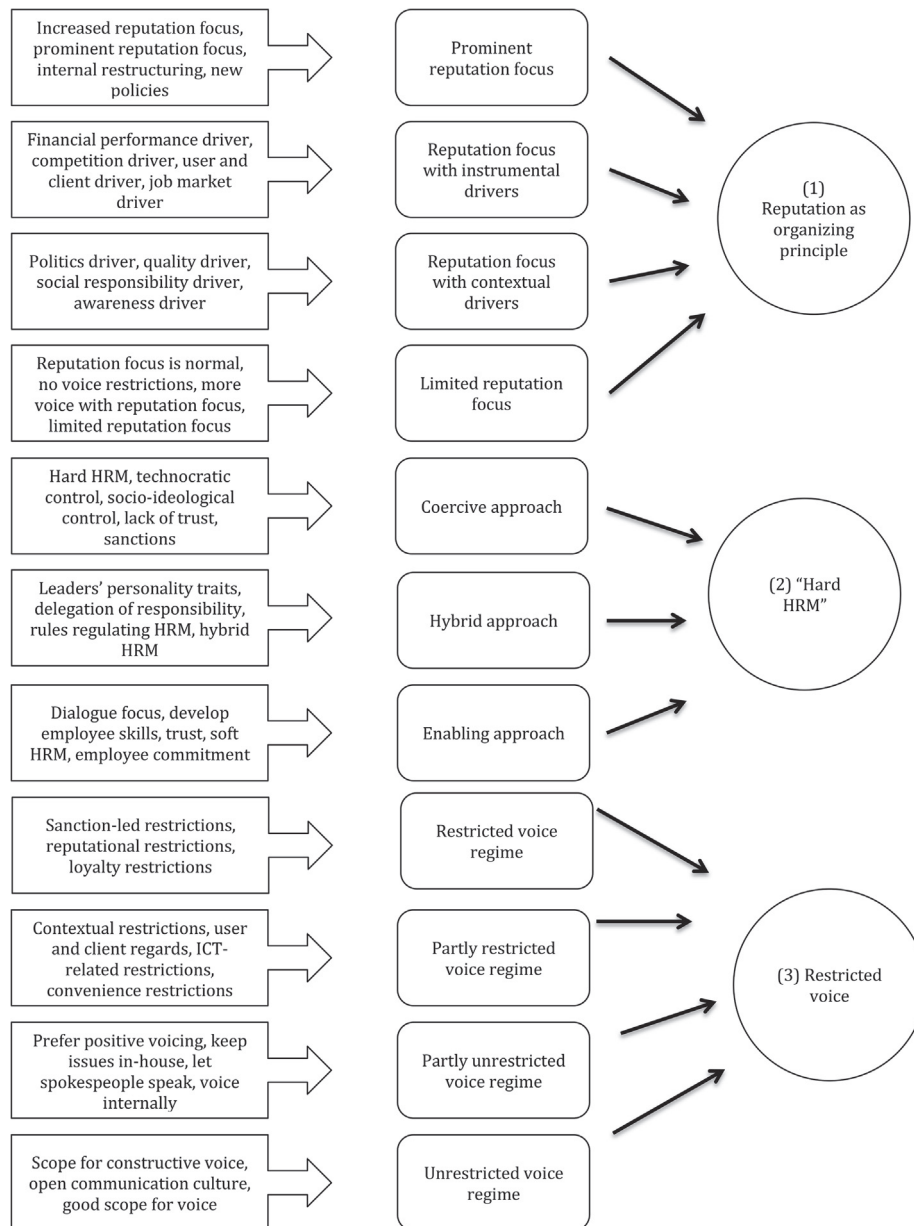 Increased reputation focus,
prominent reputation focus,
internal restructuring, new
policies
Prominent
reputation focus
Financial performance driver,
competition driver, user and
client driver, job market
driver
Reputation focus
with instrumental
drivers
(1)
Reputation as
organizing
principle
Politics driver, quality driver,
social responsibility driver,
awareness driver
Reputation focus
with contextual
drivers
Reputation focus is normal,
no voice restrictions, more
voice with reputation focus,
limited reputation focus
Limited reputation
focus
Hard HRM, technocratic
control, socio-ideological
control, lack of trust,
sanctions
Coercive approach
Leaders’ personality traits,
delegation of responsibility,
rules regulating HRM, hybrid
HRM
Hybrid approach
(2) “Hard
HRM”
Dialogue focus, develop
employee skills, trust, soft
HRM, employee commitment
Enabling approach
Sanction-led restrictions,
reputational restrictions,
loyalty restrictions
Restricted voice
regime
Contextual restrictions, user
and client regards, ICT-
related restrictions,
convenience restrictions
Partly restricted
voice regime
(3) Restricted
voice
Prefer positive voicing, keep
issues in-house, let
spokespeople speak, voice
internally
Partly unrestricted
voice regime
Scope for constructive voice,
open communication culture,
good scope for voice
Unrestricted voice
regime